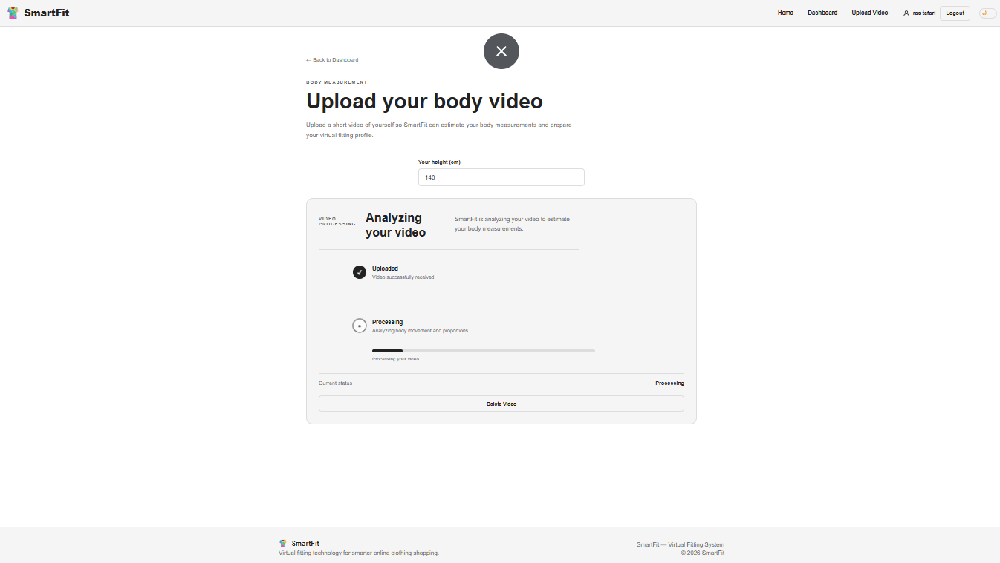 SmartFit
Home Dashboard Upload Video ras tafari Logout
← Back to Dashboard
BODY MEASUREMENT
Upload your body video
Upload a short video of yourself so SmartFit can estimate your body measurements and prepare
your virtual fitting profile.
Your height (cm)
140
VIDEO
PROCESSING
Analyzing
your video
SmartFit is analyzing your video to estimate
your body measurements.
Uploaded
Video successfully received
Processing
Analyzing body movement and proportions
Processing your video...
Current status Processing
Delete Video
SmartFit
Virtual fitting technology for smarter online clothing shopping.
SmartFit — Virtual Fitting System
© 2026 SmartFit